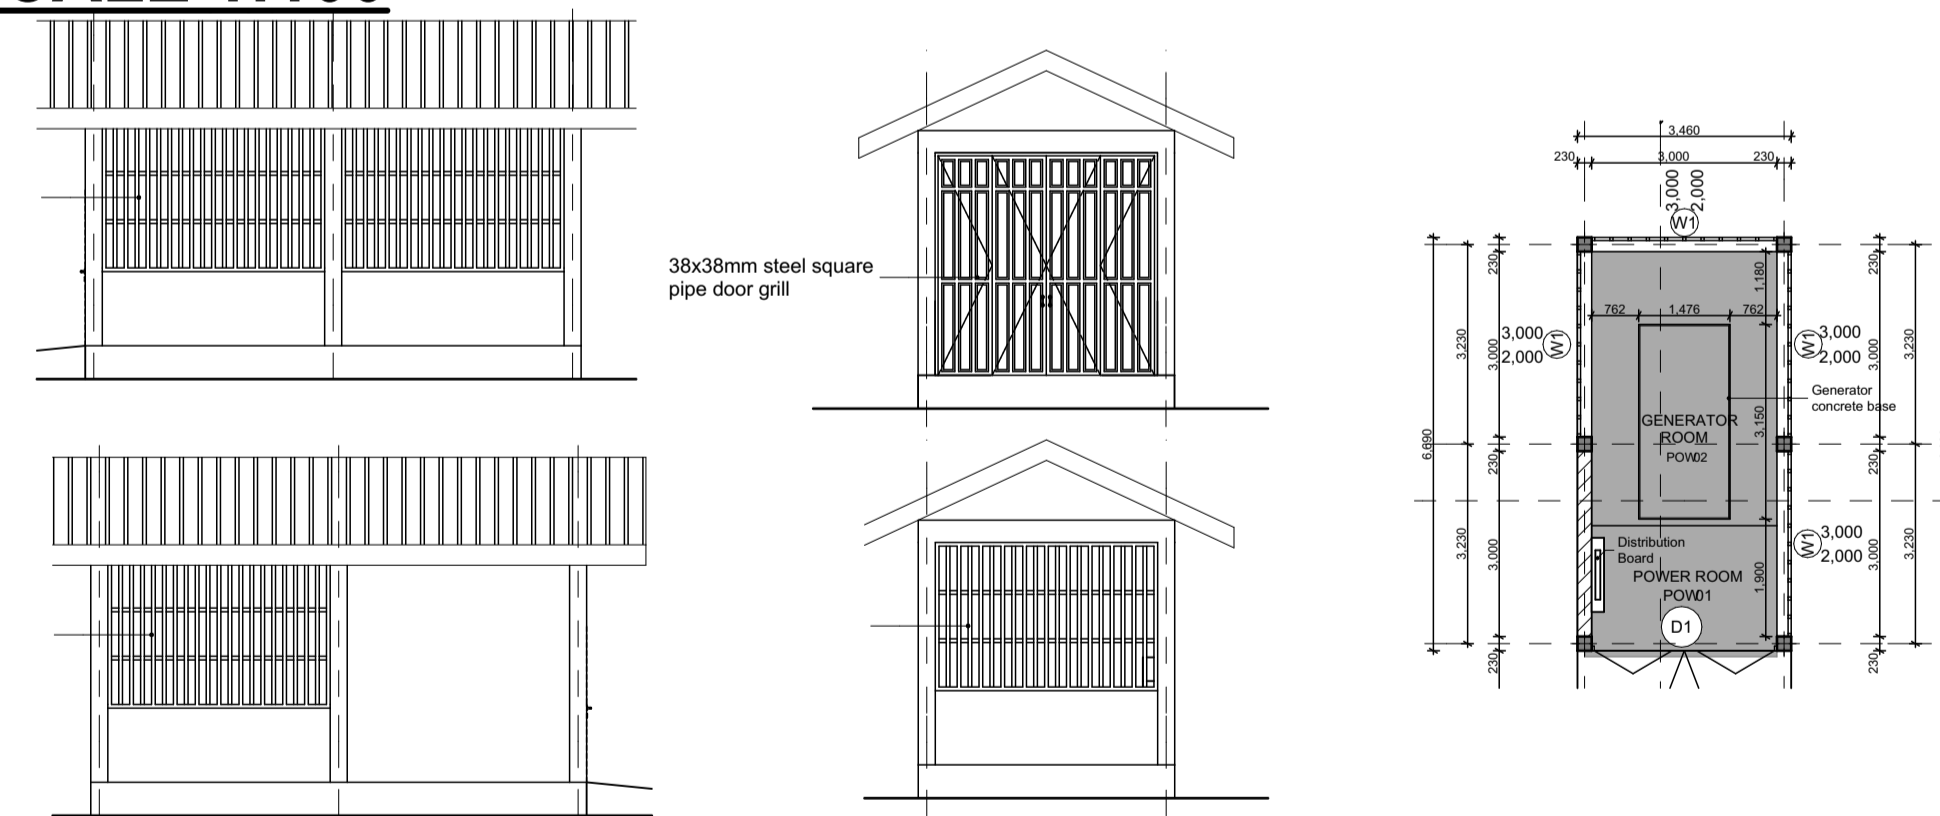 38x38mm steel square
pipe door grill
3,460
230
3,000
230
3,000
2,000
W1
230
1,180
230
762
1,476
762
3,000
2,000
W1
W1
3,000
2,000
3,230
3,000
3,000
3,230
Generator
concrete base
GENERATOR
ROOM
POW02
3,150
6,690
230
230
3,230
3,000
Distribution
Board
POWER ROOM
POW01
1,900
D1
W1
3,000
2,000
3,000
3,230
230
230